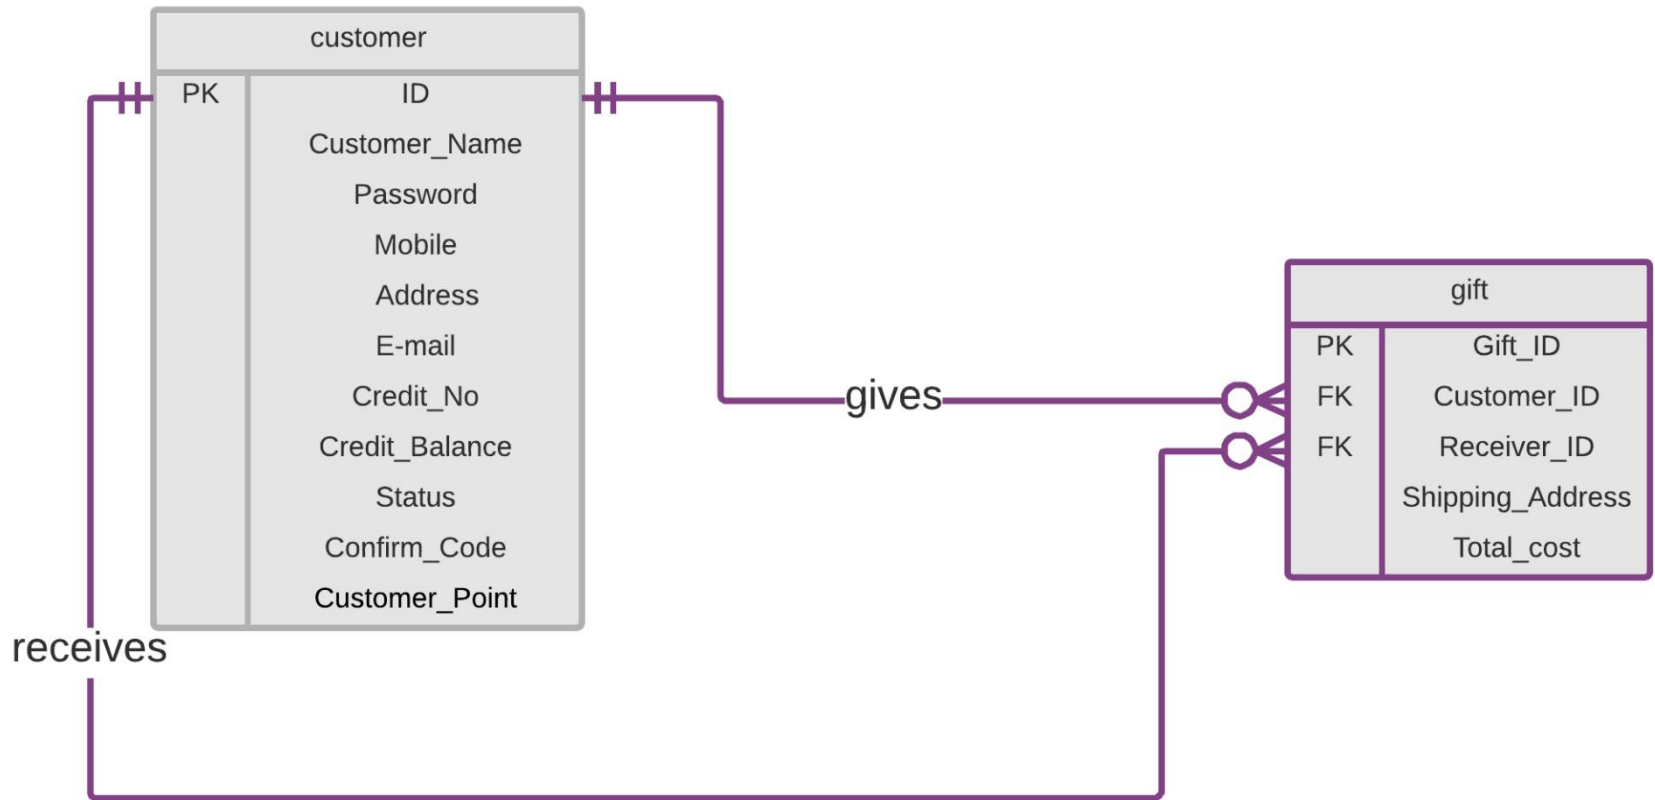 customer
PK ID
Customer_Name
Password
Mobile
Address
E-mail
Credit_No
Credit_Balance
Status
Confirm_Code
Customer_Point
receives
gives
gift
PK Gift_ID
FK Customer_ID
FK Receiver_ID
Shipping_Address
Total_cost